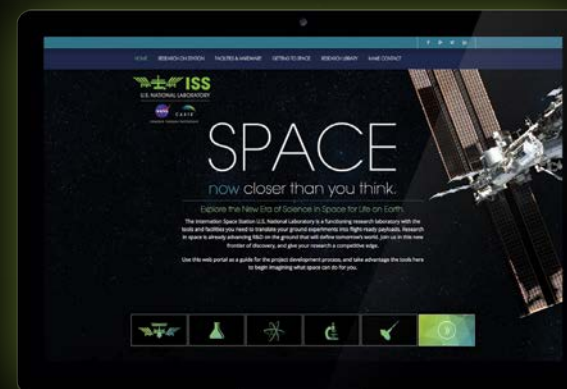 HOME RESEARCH ON STATION FACILITIES & HARDWARE GETTING TO SPACE RESEARCH LIBRARY MAKE CONTACT
ISS
U.S. NATIONAL LABORATORY
SPACE
now closer than you think.
Explore the New Era of Science in Space for Life on Earth.
The Internation Space Station U.S. National Laboratory is a functioning research laboratory with the
tools and facilities you need to translate your ground experiments into flight-ready payloads. Research
in space is already advancing R&D on the ground that will define tomorrow's world. Join us in this new
frontier of discovery, and give your research a competitive edge.
Use this web portal as a guide for the project development process, and take advantage the tools here
to begin imagining what space can do for you.